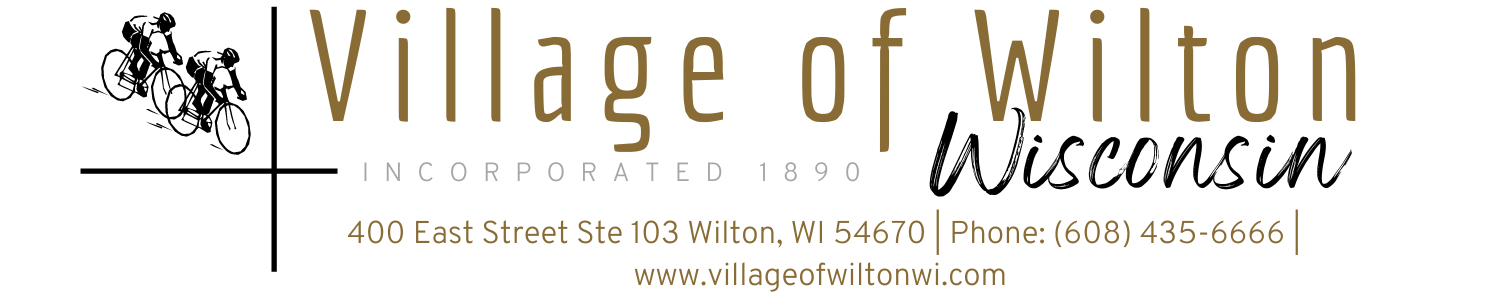 Village of Wilton
Wisconsin
INCORPORATED 1890
400 East Street Ste 103 Wilton, WI 54670 | Phone: (608) 435-6666 |
www.villageofwiltonwi.com